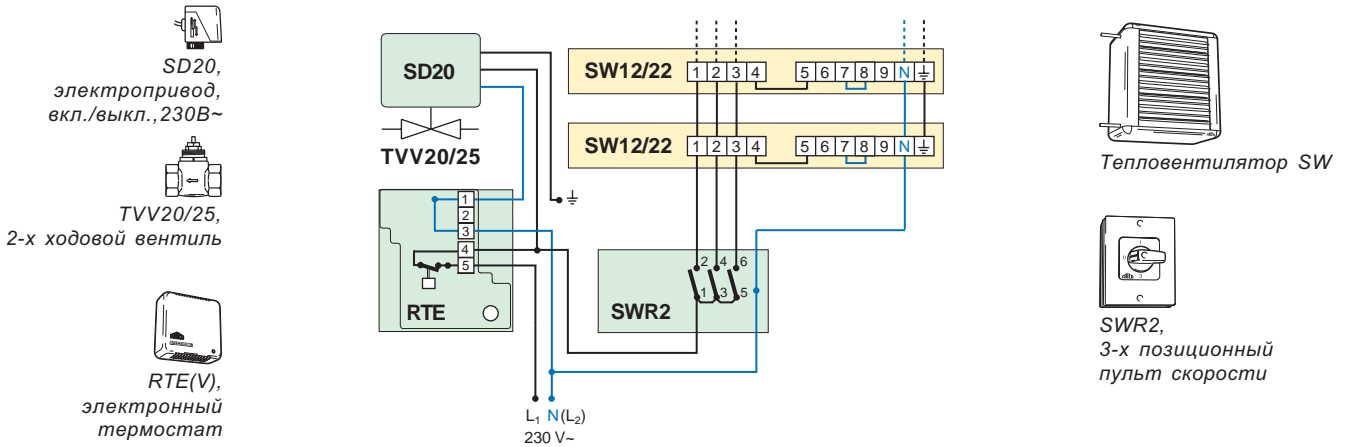 SD20,
электропривод,
вкл./выкл.,230В~
TVV20/25,
2-х ходовой вентиль
RTE(V),
электронный
термостат
SD20
TVV20/25
1
2
3
4
5
RTE
SW12/22 1 2 3 4 5 6 7 8 9 N
SW12/22 1 2 3 4 5 6 7 8 9 N
2 4 6
1 3 5
SWR2
L₁ N(L₂)
230 V~
Тепловентилятор SW
SWR2,
3-х позиционный
пульт скорости